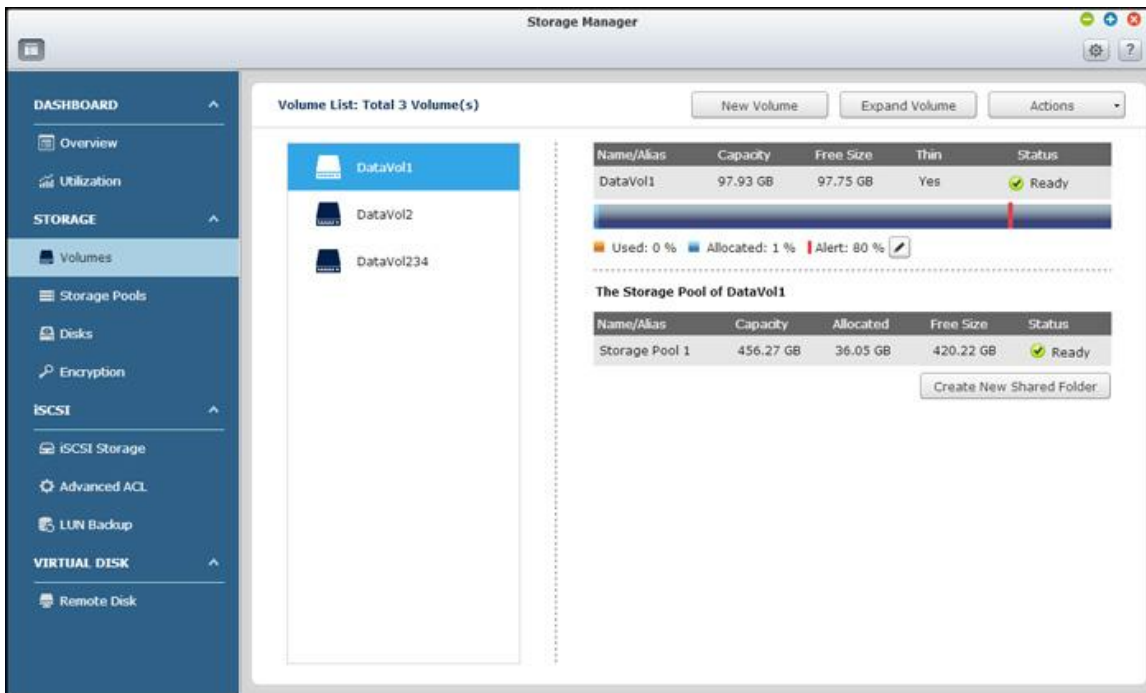 Storage Manager
?
DASHBOARD
Overview
Utilization
STORAGE
Volumes
Storage Pools
Disks
Encryption
iSCSI
iSCSI Storage
Advanced ACL
LUN Backup
VIRTUAL DISK
Remote Disk
Volume List: Total 3 Volume(s)
New Volume
Expand Volume
Actions
DataVol1
DataVol2
DataVol234
Name/Alias Capacity Free Size Thin Status
DataVol1 97.93 GB 97.75 GB Yes Ready
Used: 0 % Allocated: 1 % Alert: 80 %
The Storage Pool of DataVol1
Name/Alias Capacity Allocated Free Size Status
Storage Pool 1 456.27 GB 36.05 GB 420.22 GB Ready
Create New Shared Folder